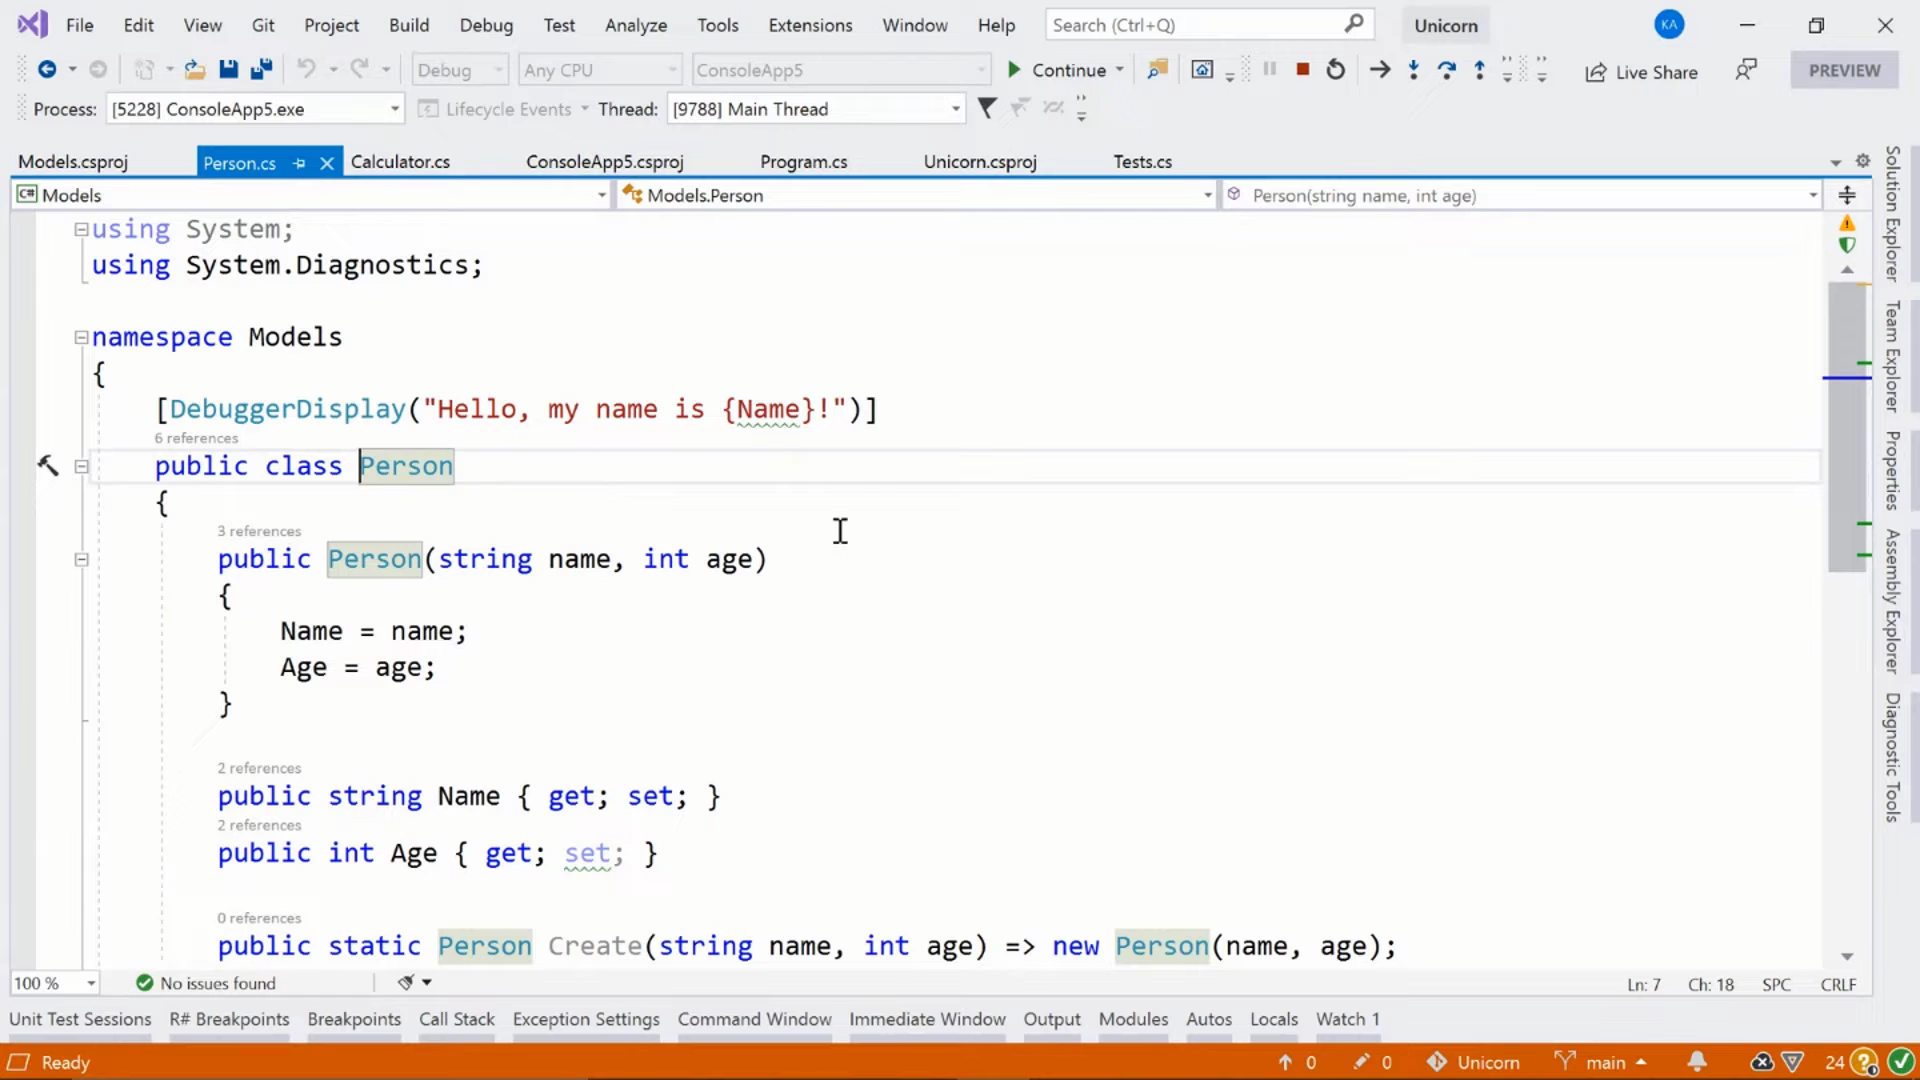 File Edit View Git Project Build Debug Test Analyze Tools Extensions Window Help Search (Ctrl+Q) Unicorn KA
Debug Any CPU ConsoleApp5 Continue Live Share PREVIEW
Process: [5228] ConsoleApp5.exe Lifecycle Events Thread: [9788] Main Thread
Models.csproj Person.cs Calculator.cs ConsoleApp5.csproj Program.cs Unicorn.csproj Tests.cs
C# Models Models.Person Person(string name, int age)
using System;
using System.Diagnostics;
namespace Models
{
[DebuggerDisplay("Hello, my name is {Name}!")]
6 references
public class Person
{
3 references
public Person(string name, int age)
{
Name = name;
Age = age;
}
2 references
public string Name { get; set; }
2 references
public int Age { get; set; }
0 references
public static Person Create(string name, int age) => new Person(name, age);
Solution Explorer
Team Explorer
Properties
Assembly Explorer
Diagnostic Tools
100 % No issues found Ln: 7 Ch: 18 SPC CRLF
Unit Test Sessions R# Breakpoints Breakpoints Call Stack Exception Settings Command Window Immediate Window Output Modules Autos Locals Watch 1
Ready 0 0 Unicorn main 24